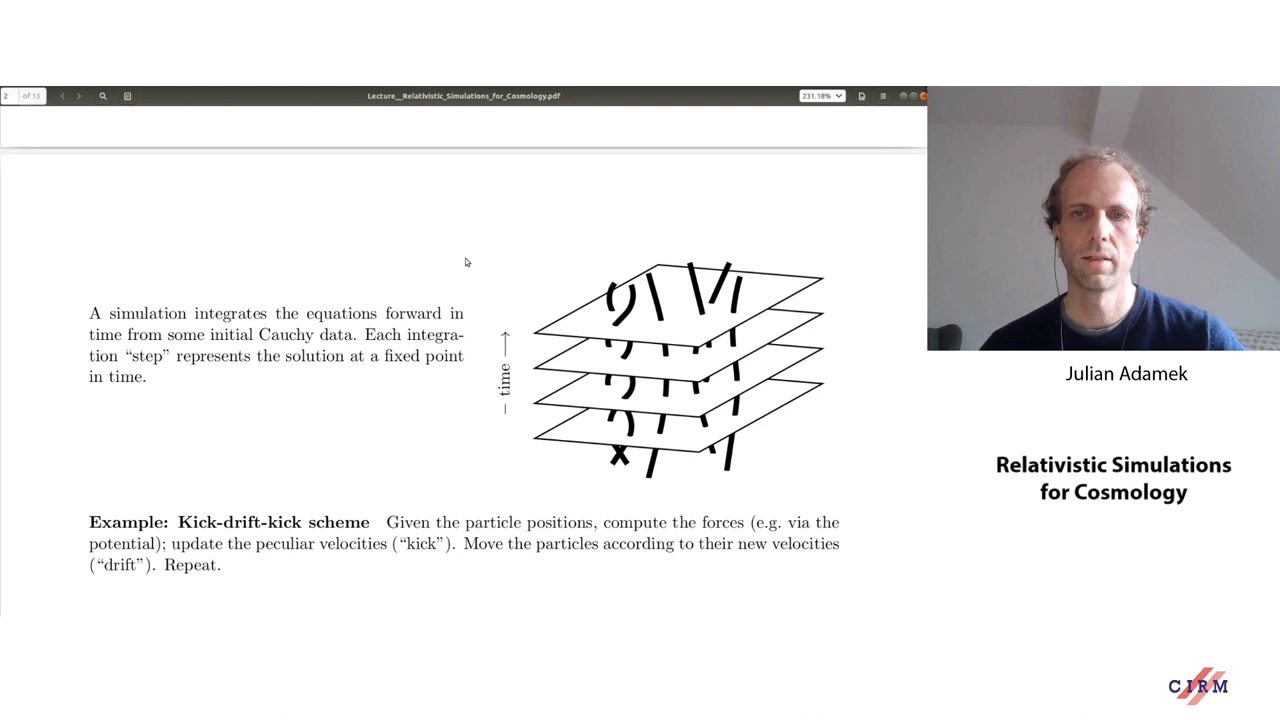 2 of 13
Lecture__Relativistic_Simulations_for_Cosmology.pdf
231.18%
A simulation integrates the equations forward in
time from some initial Cauchy data. Each integra-
tion “step” represents the solution at a fixed point
in time.
— time →
Example: Kick-drift-kick scheme Given the particle positions, compute the forces (e.g. via the
potential); update the peculiar velocities (“kick”). Move the particles according to their new velocities
(“drift”). Repeat.
Julian Adamek
Relativistic Simulations
for Cosmology
CIRM